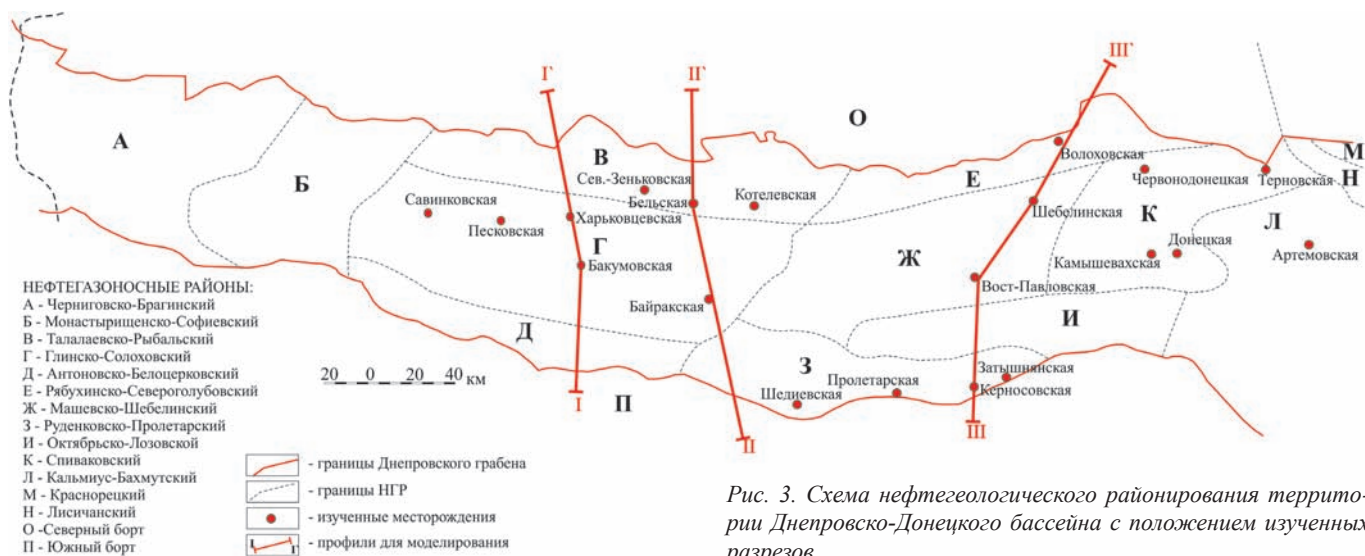 I'
II'
III'
О
А
Б
В
Е
М
Н
Волоховская
Червонодонецкая
Терновская
Сев.-Зеньковская
Бельская
Котелевская
Савинковская
Песковская
Харьковцевская
Шебелинская
К
Л
Г
Ж
Донецкая
Камышевахская
Артемовская
Бакумовская
Вост-Павловская
Байракская
И
Д
З
Затышнянская
Пролетарская
Керносовская
Шедиевская
20 0 20 40 км
I
П
II
III
НЕФТЕГАЗОНОСНЫЕ РАЙОНЫ:
А - Черниговско-Брагинский
Б - Монастырищенско-Софиевский
В - Талалаевско-Рыбальский
Г - Глинско-Солоховский
Д - Антоновско-Белоцерковский
Е - Рябухинско-Североголубовский
Ж - Машевско-Шебелинский
З - Руденковско-Пролетарский
И - Октябрьско-Лозовской
К - Спиваковский
Л - Кальмиус-Бахмутский
М - Краснорецкий
Н - Лисичанский
О -Северный борт
П - Южный борт
- границы Днепровского грабена
- границы НГР
- изученные месторождения
I I' - профили для моделирования
Рис. 3. Схема нефтегеологического районирования террито-
рии Днепровско-Донецкого бассейна с положением изученных
разрезов